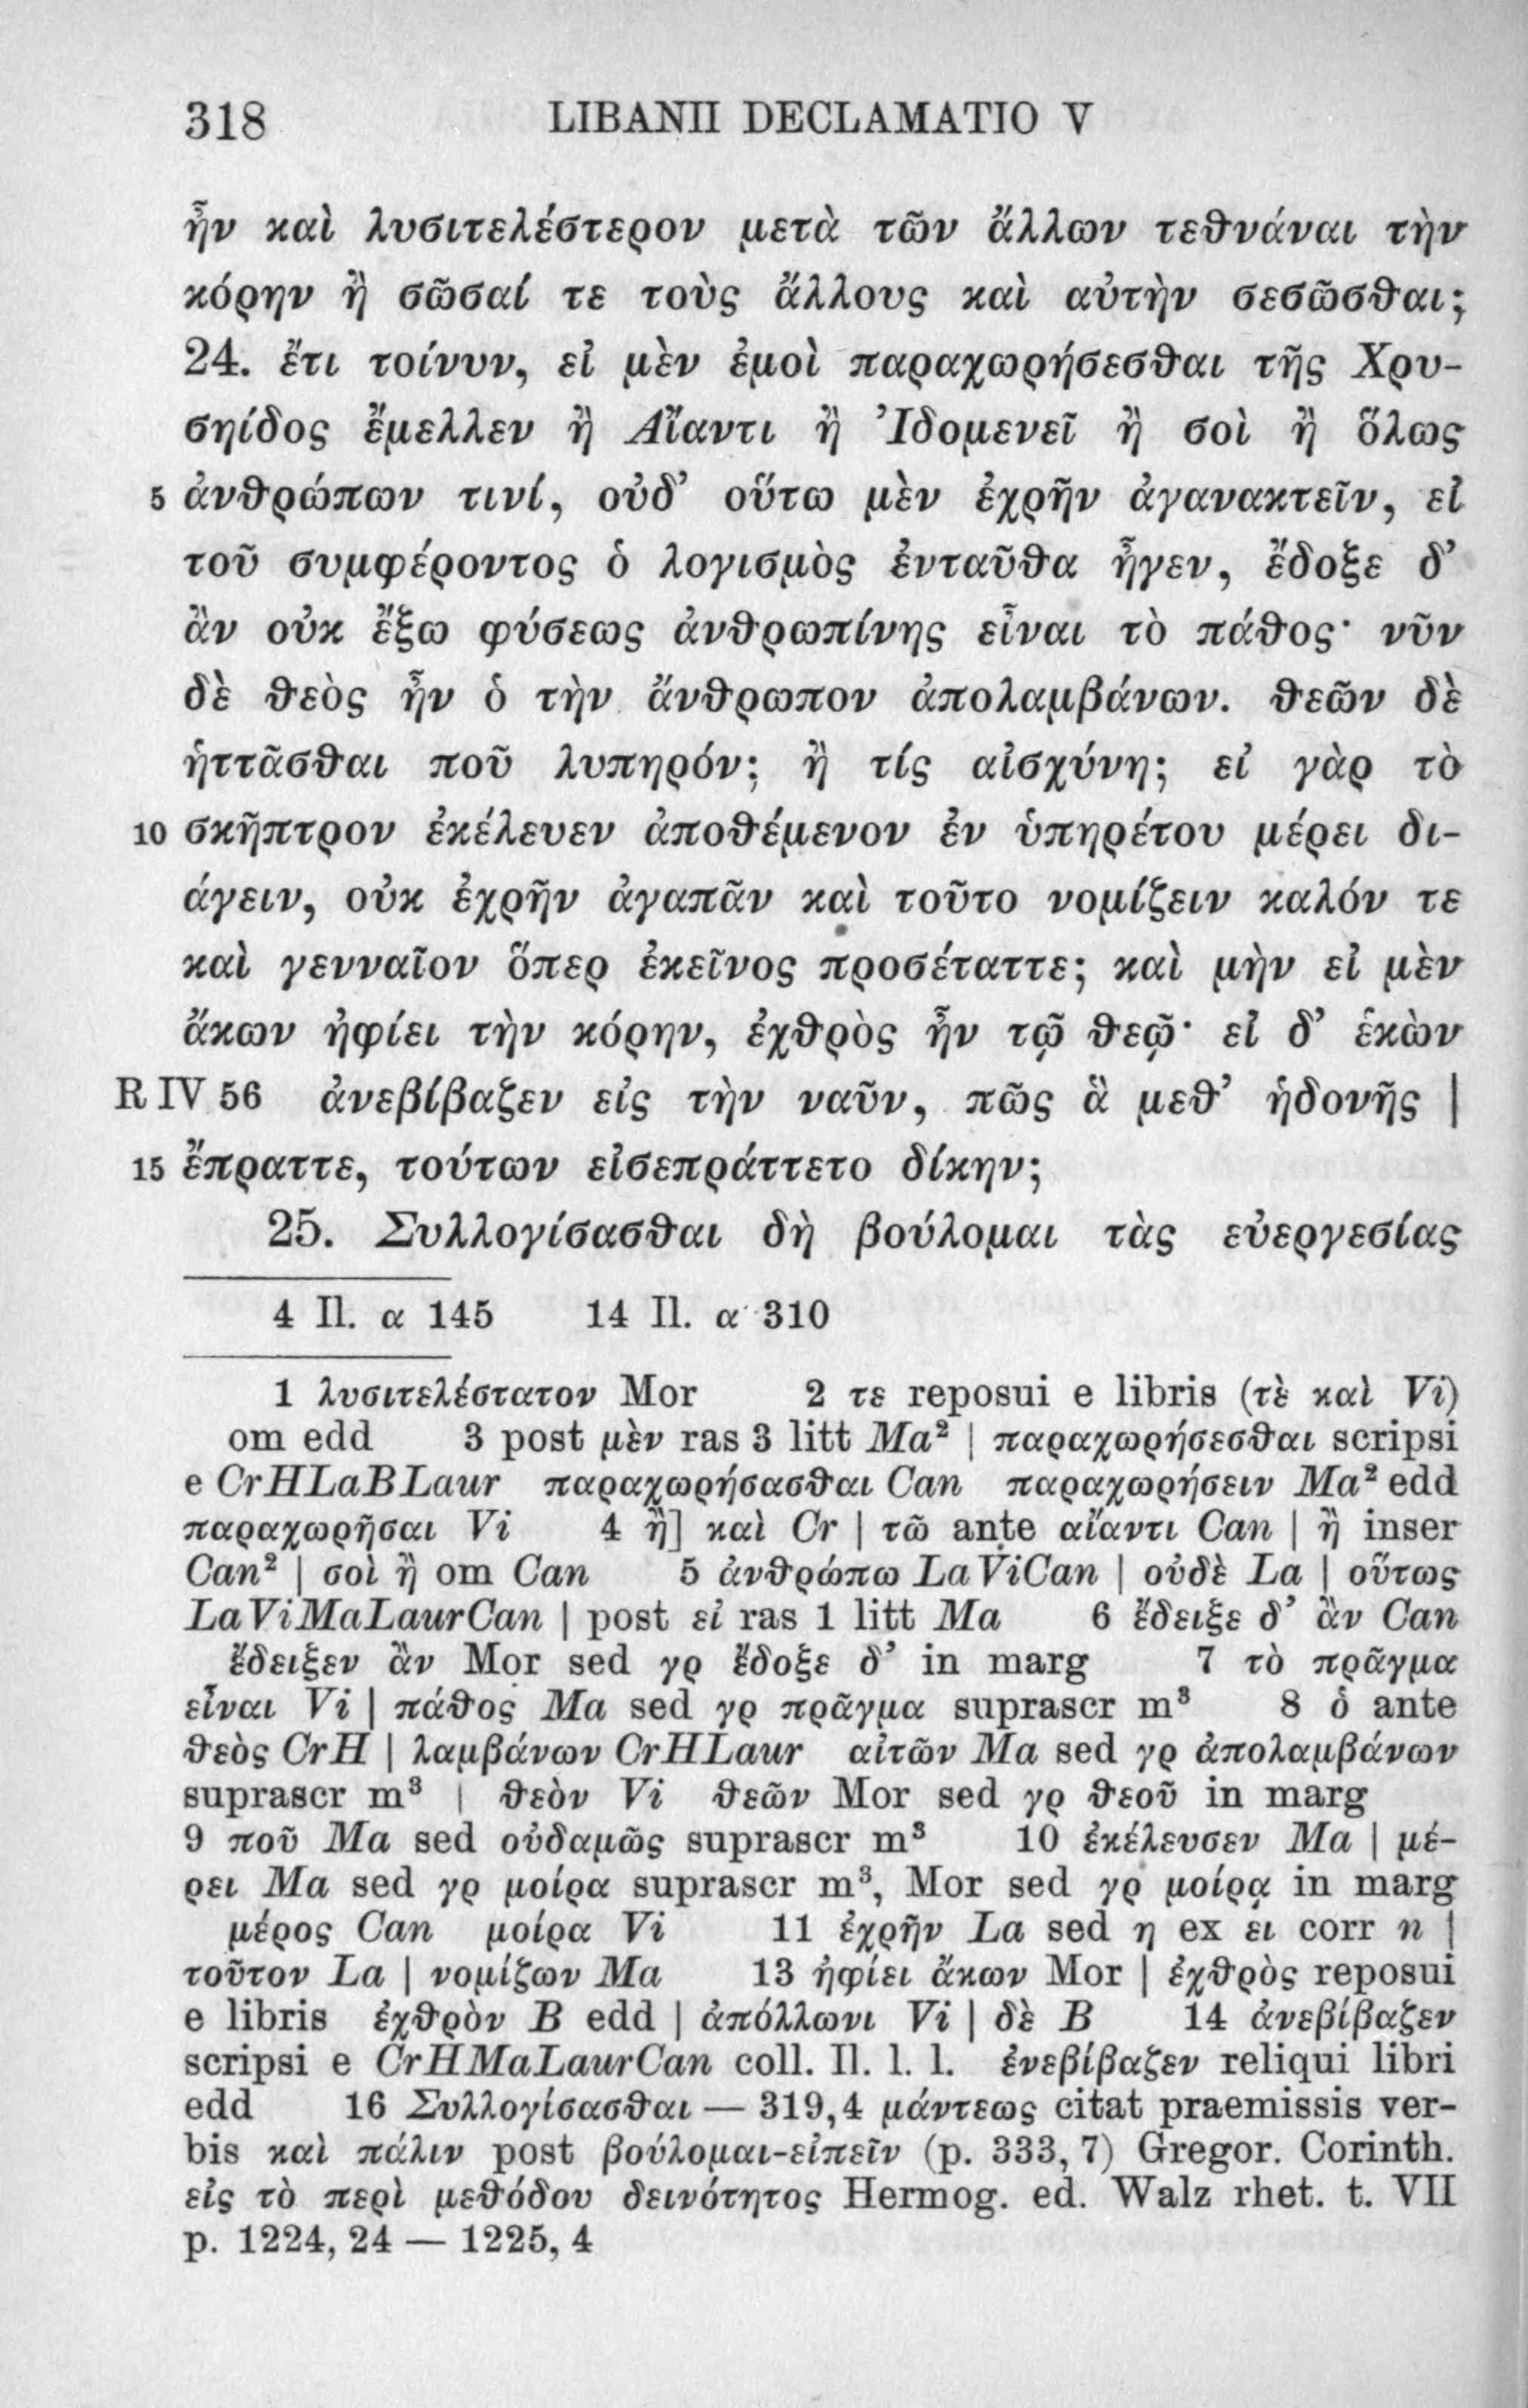 318 LIBANII DECLAMATIO V
ἦν καὶ λυσιτελέστερον μετὰ τῶν ἄλλων τεθνάναι τὴν
κόρην ἢ σῶσαί τε τοὺς ἄλλους καὶ αὐτὴν σεσῶσθαι;
24. ἔτι τοίνυν, εἰ μὲν ἐμοὶ παραχωρήσεσθαι τῆς Χρυ-
σηίδος ἔμελλεν ἢ Αἴαντι ἢ Ἰδομενεῖ ἢ σοὶ ἢ ὅλως
5 ἀνθρώπων τινί, οὐδ’ οὕτω μὲν ἐχρῆν ἀγανακτεῖν, εἰ
τοῦ συμφέροντος ὁ λογισμὸς ἐνταῦθα ἦγεν, ἔδοξε δ’
ἂν οὐκ ἔξω φύσεως ἀνθρωπίνης εἶναι τὸ πάθος· νῦν
δὲ θεὸς ἦν ὁ τὴν ἄνθρωπον ἀπολαμβάνων. θεῶν δὲ
ἡττᾶσθαι ποῦ λυπηρόν; ἢ τίς αἰσχύνη; εἰ γὰρ τὸ
10 σκῆπτρον ἐκέλευεν ἀποθέμενον ἐν ὑπηρέτου μέρει δι-
άγειν, οὐκ ἐχρῆν ἀγαπᾶν καὶ τοῦτο νομίζειν καλόν τε
καὶ γενναῖον ὅπερ ἐκεῖνος προσέταττε; καὶ μὴν εἰ μὲν
ἄκων ἠφίει τὴν κόρην, ἐχθρὸς ἦν τῷ θεῷ· εἰ δ’ ἑκὼν
R IV 56 ἀνεβίβαζεν εἰς τὴν ναῦν, πῶς ἃ μεθ’ ἡδονῆς |
15 ἔπραττε, τούτων εἰσεπράττετο δίκην;
25. Συλλογίσασθαι δὴ βούλομαι τὰς εὐεργεσίας
4 Il. α 145 14 Il. α 310
1 λυσιτελέστατον Mor 2 τε reposui e libris (τὲ καὶ Vi)
om edd 3 post μὲν ras 3 litt Ma² | παραχωρήσεσθαι scripsi
e CrHLaBLaur παραχωρήσασθαι Can παραχωρήσειν Ma² edd
παραχωρῆσαι Vi 4 ἢ] καὶ Cr | τῶ ante αἴαντι Can | ἢ inser
Can² | σοὶ ἢ om Can 5 ἀνθρώπω LaViCan | οὐδὲ La | οὕτως
LaViMaLaurCan | post εἰ ras 1 litt Ma 6 ἔδειξε δ’ ἂν Can
ἔδειξεν ἂν Mor sed γρ ἔδοξε δ’ in marg 7 τὸ πρᾶγμα
εἶναι Vi | πάθος Ma sed γρ πρᾶγμα suprascr m³ 8 ὁ ante
θεὸς CrH | λαμβάνων CrHLaur αἰτῶν Ma sed γρ ἀπολαμβάνων
suprascr m³ | θεὸν Vi θεῶν Mor sed γρ θεοῦ in marg
9 ποῦ Ma sed οὐδαμῶς suprascr m³ 10 ἐκέλευσεν Ma | μέ-
ρει Ma sed γρ μοίρα suprascr m³, Mor sed γρ μοίρᾳ in marg
μέρος Can μοίρα Vi 11 ἐχρῆν La sed η ex ει corr n |
τοῦτον La | νομίζων Ma 13 ἠφίει ἄκων Mor | ἐχθρὸς reposui
e libris ἐχθρὸν B edd | ἀπόλλωνι Vi | δὲ B 14 ἀνεβίβαζεν
scripsi e CrHMaLaurCan coll. Il. l. l. ἐνεβίβαζεν reliqui libri
edd 16 Συλλογίσασθαι — 319,4 μάντεως citat praemissis ver-
bis καὶ πάλιν post βούλομαι-εἰπεῖν (p. 333, 7) Gregor. Corinth.
εἰς τὸ περὶ μεθόδου δεινότητος Hermog. ed. Walz rhet. t. VII
p. 1224, 24 — 1225, 4